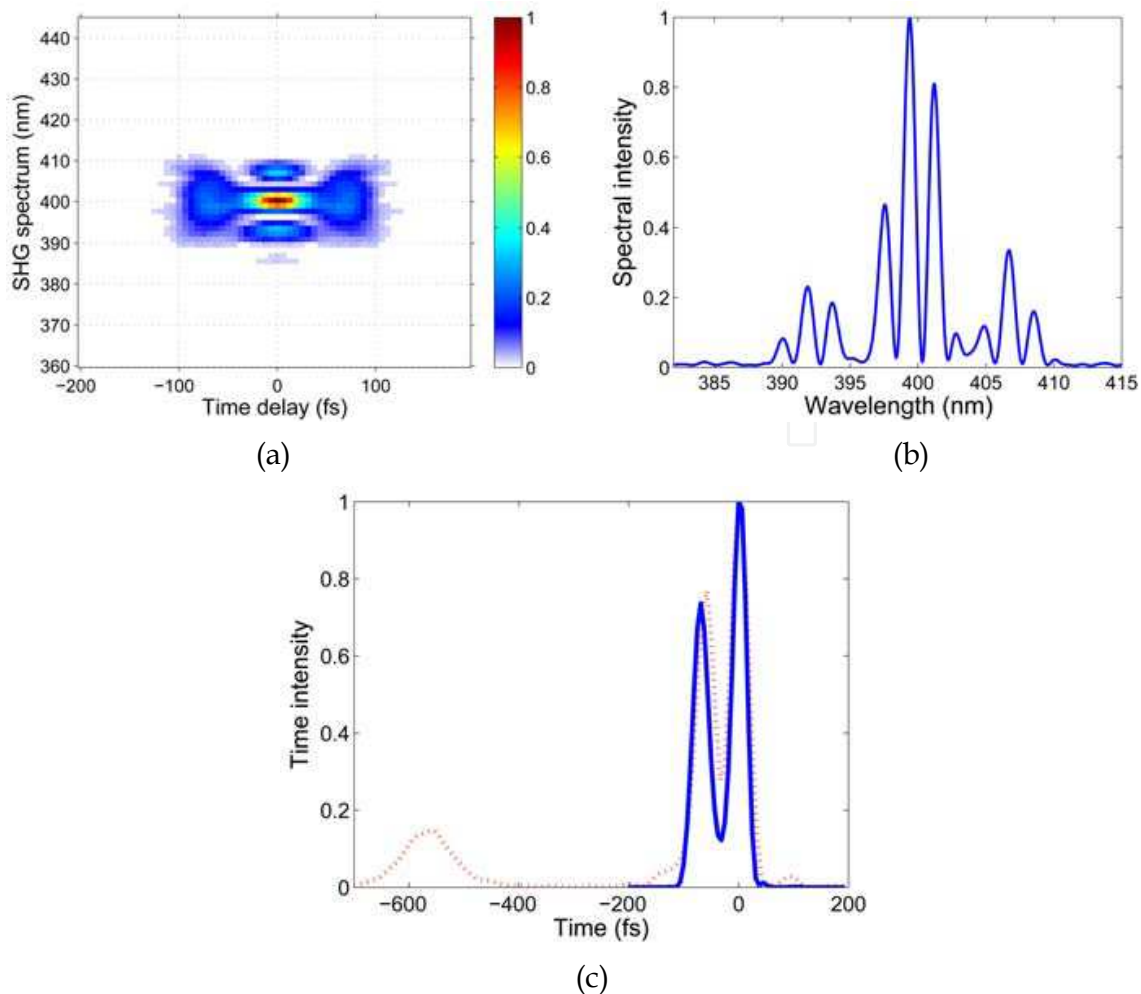 440
430
420
410
400
390
380
370
360
SHG spectrum (nm)
−200 −100 0 100
Time delay (fs)
1
0.8
0.6
0.4
0.2
0
(a)
1
0.8
0.6
0.4
0.2
0
Spectral intensity
385 390 395 400 405 410 415
Wavelength (nm)
(b)
1
0.8
0.6
0.4
0.2
0
Time intensity
−600 −400 −200 0 200
Time (fs)
(c)